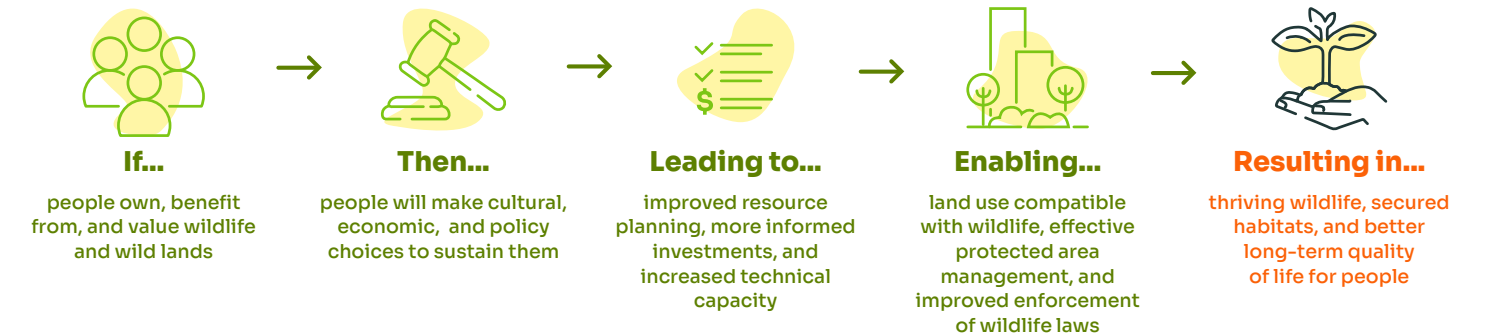 If...
people own, benefit
from, and value wildlife
and wild lands
Then...
people will make cultural,
economic, and policy
choices to sustain them
$
Leading to...
improved resource
planning, more informed
investments, and
increased technical
capacity
Enabling...
land use compatible
with wildlife, effective
protected area
management, and
improved enforcement
of wildlife laws
Resulting in...
thriving wildlife, secured
habitats, and better
long-term quality
of life for people